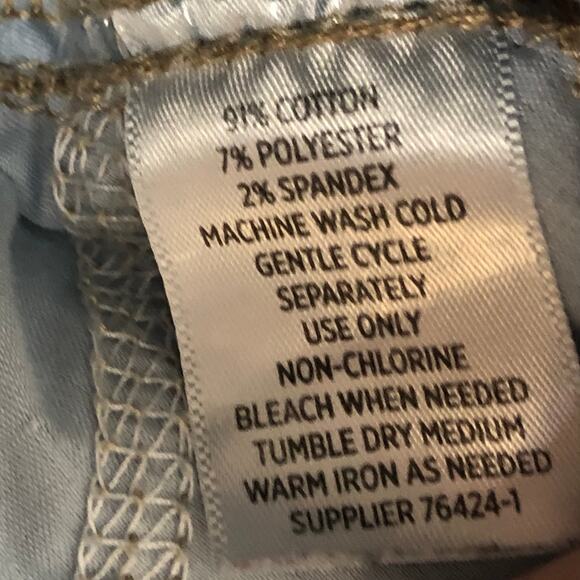 91% COTTON
7% POLYESTER
2% SPANDEX
MACHINE WASH COLD
GENTLE CYCLE
SEPARATELY
USE ONLY
NON-CHLORINE
BLEACH WHEN NEEDED
TUMBLE DRY MEDIUM
WARM IRON AS NEEDED
SUPPLIER 76424-1